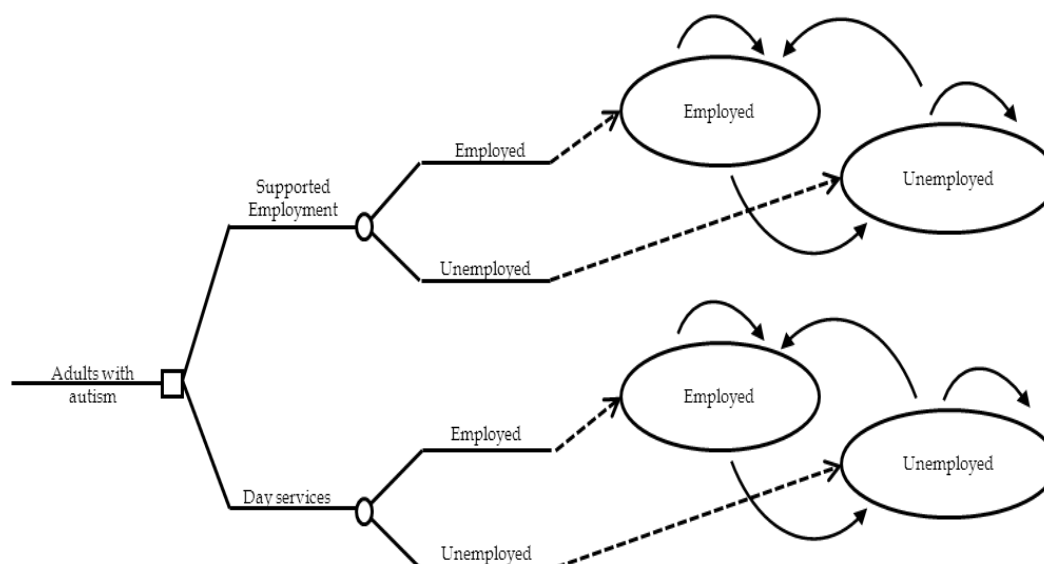 Employed
Unemployed
Employed
Supported
Employment
Unemployed
Adults with
autism
Employed
Employed
Unemployed
Day services
Unemployed